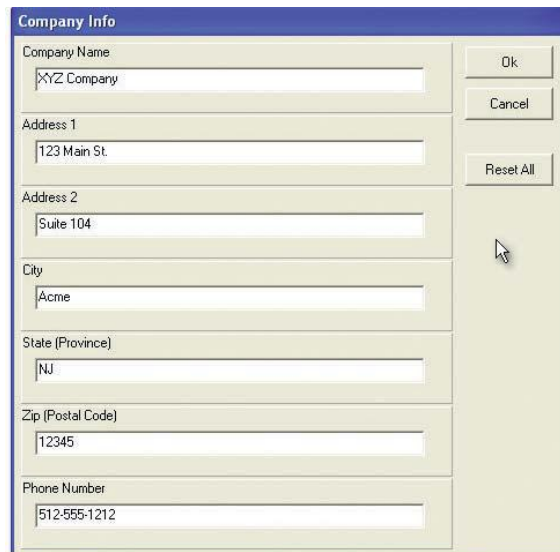 Company Info
Company Name
XYZ Company
Ok
Cancel
Address 1
123 Main St.
Reset All
Address 2
Suite 104
City
Acme
State (Province)
NJ
Zip (Postal Code)
12345
Phone Number
512-555-1212